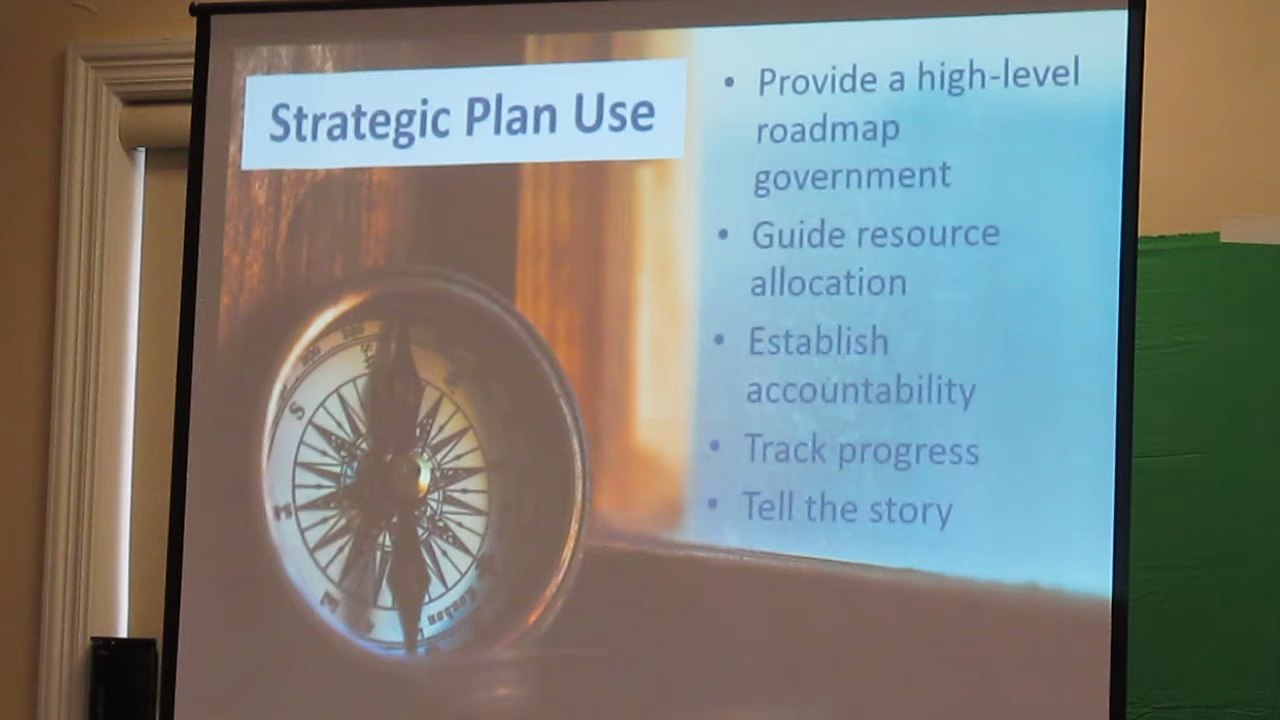 Strategic Plan Use
• Provide a high-level
roadmap
government
• Guide resource
allocation
• Establish
accountability
• Track progress
• Tell the story
S